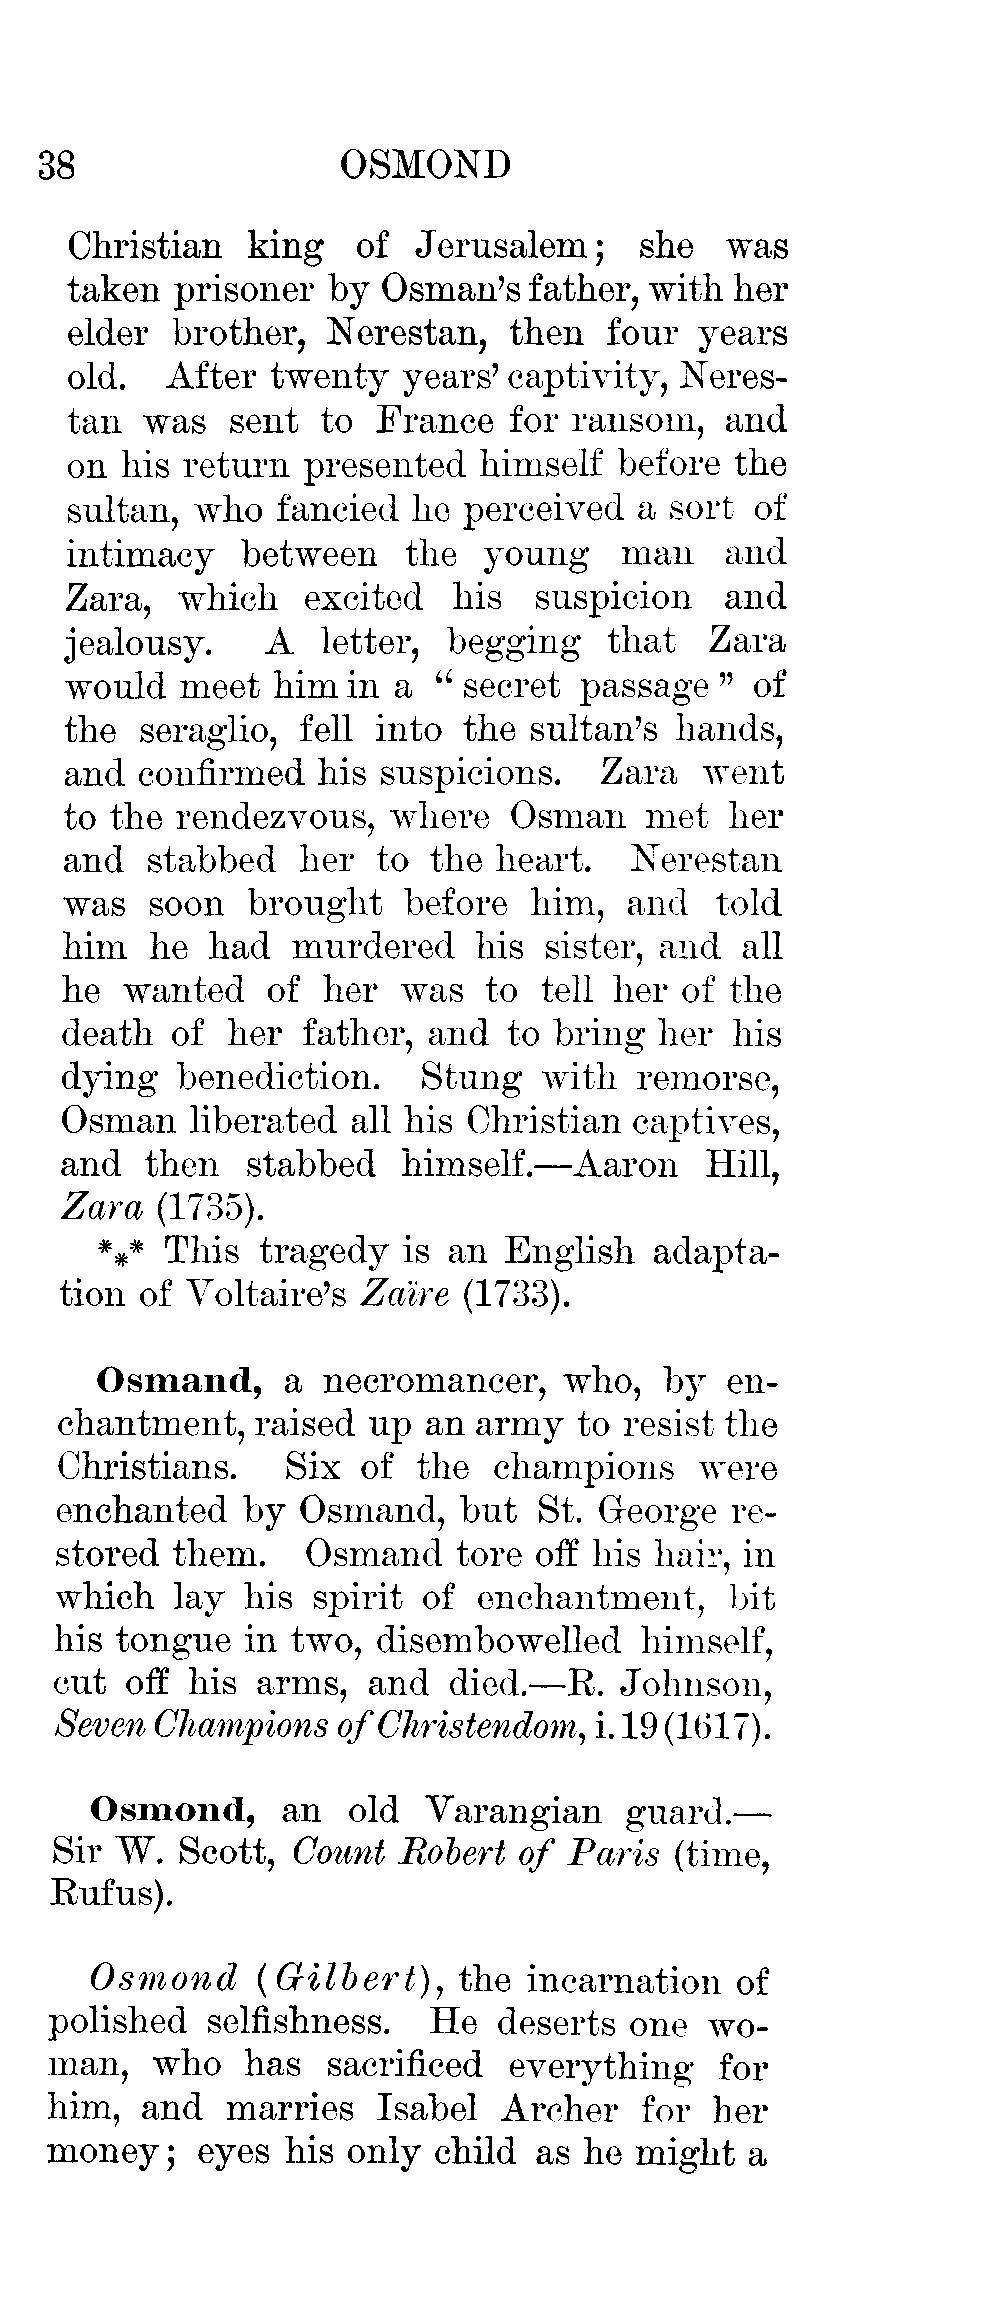 38 OSMOND
Christian king of Jerusalem; she was
taken prisoner by Osman's father, with her
elder brother, Nerestan, then four years
old. After twenty years' captivity, Neres-
tan was sent to France for ransom, and
on his return presented himself before the
sultan, who fancied he perceived a sort of
intimacy between the young man and
Zara, which excited his suspicion and
jealousy. A letter, begging that Zara
would meet him in a " secret passage " of
the seraglio, fell into the sultan's hands,
and confirmed his suspicions. Zara went
to the rendezvous, where Osman met her
and stabbed her to the heart. Nerestan
was soon brought before him, and told
him he had murdered his sister, and all
he wanted of her was to tell her of the
death of her father, and to bring her his
dying benediction. Stung with remorse,
Osman liberated all his Christian captives,
and then stabbed himself.—Aaron Hill,
Zara (1735).
*⁎* This tragedy is an English adapta-
tion of Voltaire's Zaïre (1733).
Osmand, a necromancer, who, by en-
chantment, raised up an army to resist the
Christians. Six of the champions were
enchanted by Osmand, but St. George re-
stored them. Osmand tore off his hair, in
which lay his spirit of enchantment, bit
his tongue in two, disembowelled himself,
cut off his arms, and died.—R. Johnson,
Seven Champions of Christendom, i. 19 (1617).
Osmond, an old Varangian guard.—
Sir W. Scott, Count Robert of Paris (time,
Rufus).
Osmond (Gilbert), the incarnation of
polished selfishness. He deserts one wo-
man, who has sacrificed everything for
him, and marries Isabel Archer for her
money; eyes his only child as he might a